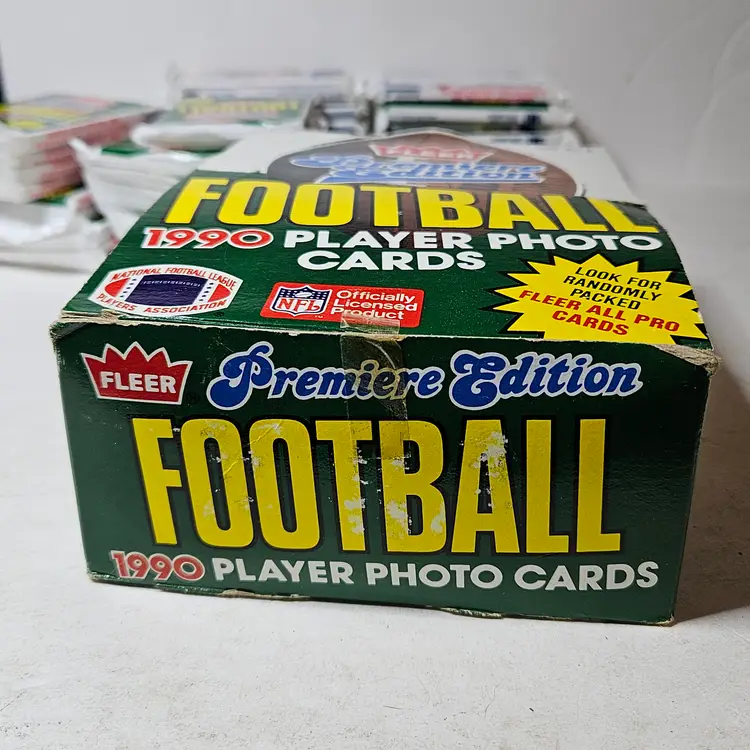 FLEER
Premiere
Edition
FOOTBALL
1990 PLAYER PHOTO
CARDS
NATIONAL FOOTBALL LEAGUE
PLAYERS ASSOCIATION
NFL
Officially
Licensed
Product
LOOK FOR
RANDOMLY
PACKED
FLEER ALL PRO
CARDS
FLEER
Premiere Edition
FOOTBALL
1990 PLAYER PHOTO CARDS